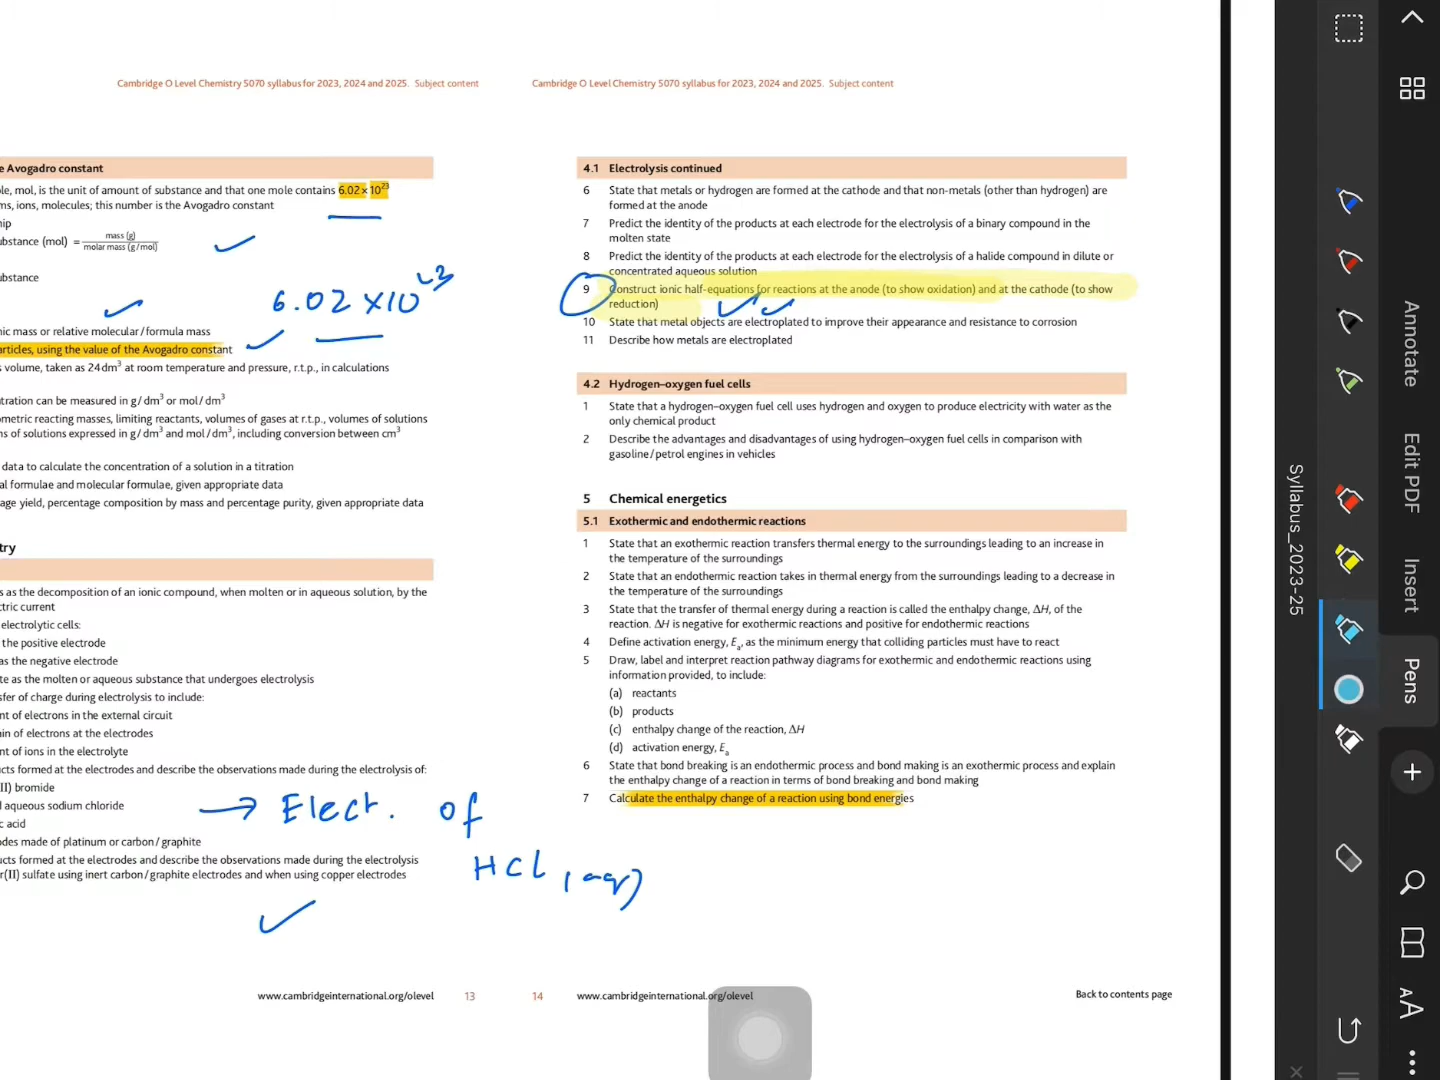 Cambridge O Level Chemistry 5070 syllabus for 2023, 2024 and 2025. Subject content
e Avogadro constant
ole, mol, is the unit of amount of substance and that one mole contains 6.02 × 10²³
ms, ions, molecules; this number is the Avogadro constant
hip
ubstance (mol) = mass (g) / molar mass (g/mol)
ubstance
6.02 ×10²³
nic mass or relative molecular/formula mass
articles, using the value of the Avogadro constant
s volume, taken as 24 dm³ at room temperature and pressure, r.t.p., in calculations
tration can be measured in g/dm³ or mol/dm³
ometric reacting masses, limiting reactants, volumes of gases at r.t.p., volumes of solutions
ns of solutions expressed in g/dm³ and mol/dm³, including conversion between cm³
data to calculate the concentration of a solution in a titration
al formulae and molecular formulae, given appropriate data
age yield, percentage composition by mass and percentage purity, given appropriate data
try
s as the decomposition of an ionic compound, when molten or in aqueous solution, by the
ctric current
electrolytic cells:
the positive electrode
as the negative electrode
te as the molten or aqueous substance that undergoes electrolysis
sfer of charge during electrolysis to include:
nt of electrons in the external circuit
ain of electrons at the electrodes
nt of ions in the electrolyte
ucts formed at the electrodes and describe the observations made during the electrolysis of:
(II) bromide
d aqueous sodium chloride
c acid
odes made of platinum or carbon/graphite
ucts formed at the electrodes and describe the observations made during the electrolysis
r(II) sulfate using inert carbon/graphite electrodes and when using copper electrodes
→ Elect. of
HCl (aq)
www.cambridgeinternational.org/olevel 13
Cambridge O Level Chemistry 5070 syllabus for 2023, 2024 and 2025. Subject content
4.1 Electrolysis continued
6 State that metals or hydrogen are formed at the cathode and that non-metals (other than hydrogen) are
formed at the anode
7 Predict the identity of the products at each electrode for the electrolysis of a binary compound in the
molten state
8 Predict the identity of the products at each electrode for the electrolysis of a halide compound in dilute or
concentrated aqueous solution
9 Construct ionic half-equations for reactions at the anode (to show oxidation) and at the cathode (to show
reduction)
10 State that metal objects are electroplated to improve their appearance and resistance to corrosion
11 Describe how metals are electroplated
4.2 Hydrogen–oxygen fuel cells
1 State that a hydrogen–oxygen fuel cell uses hydrogen and oxygen to produce electricity with water as the
only chemical product
2 Describe the advantages and disadvantages of using hydrogen–oxygen fuel cells in comparison with
gasoline/petrol engines in vehicles
5 Chemical energetics
5.1 Exothermic and endothermic reactions
1 State that an exothermic reaction transfers thermal energy to the surroundings leading to an increase in
the temperature of the surroundings
2 State that an endothermic reaction takes in thermal energy from the surroundings leading to a decrease in
the temperature of the surroundings
3 State that the transfer of thermal energy during a reaction is called the enthalpy change, ΔH, of the
reaction. ΔH is negative for exothermic reactions and positive for endothermic reactions
4 Define activation energy, Eₐ, as the minimum energy that colliding particles must have to react
5 Draw, label and interpret reaction pathway diagrams for exothermic and endothermic reactions using
information provided, to include:
(a) reactants
(b) products
(c) enthalpy change of the reaction, ΔH
(d) activation energy, Eₐ
6 State that bond breaking is an endothermic process and bond making is an exothermic process and explain
the enthalpy change of a reaction in terms of bond breaking and bond making
7 Calculate the enthalpy change of a reaction using bond energies
14 www.cambridgeinternational.org/olevel
Back to contents page
Syllabus_2023-25
Annotate
Edit PDF
Insert
Pens
AA